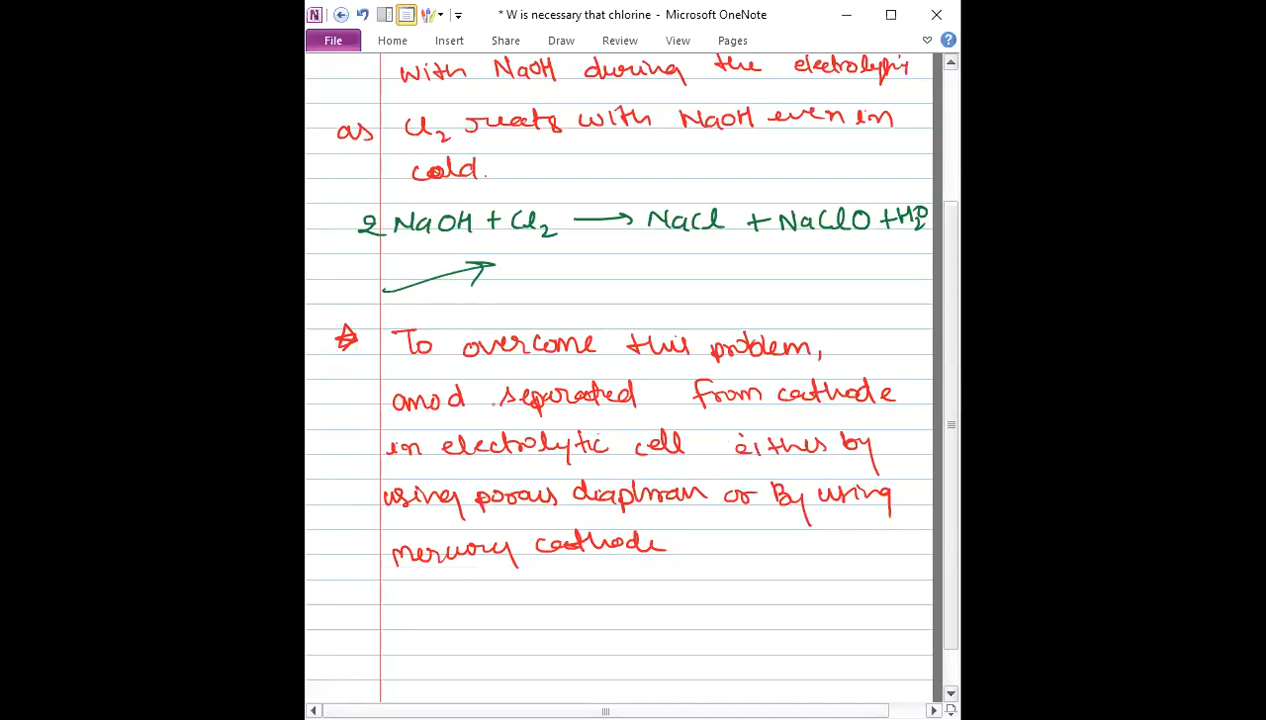 * W is necessary that chlorine - Microsoft OneNote
File Home Insert Share Draw Review View Pages
with NaOH during the electrolysis
as Cl2 reacts with NaOH even in
cold.
2 NaOH + Cl2 → NaCl + NaClO + H2O
To overcome this problem,
anod separated from cathode
in electrolytic cell either by
using porous diaphram or By using
mercury cathode